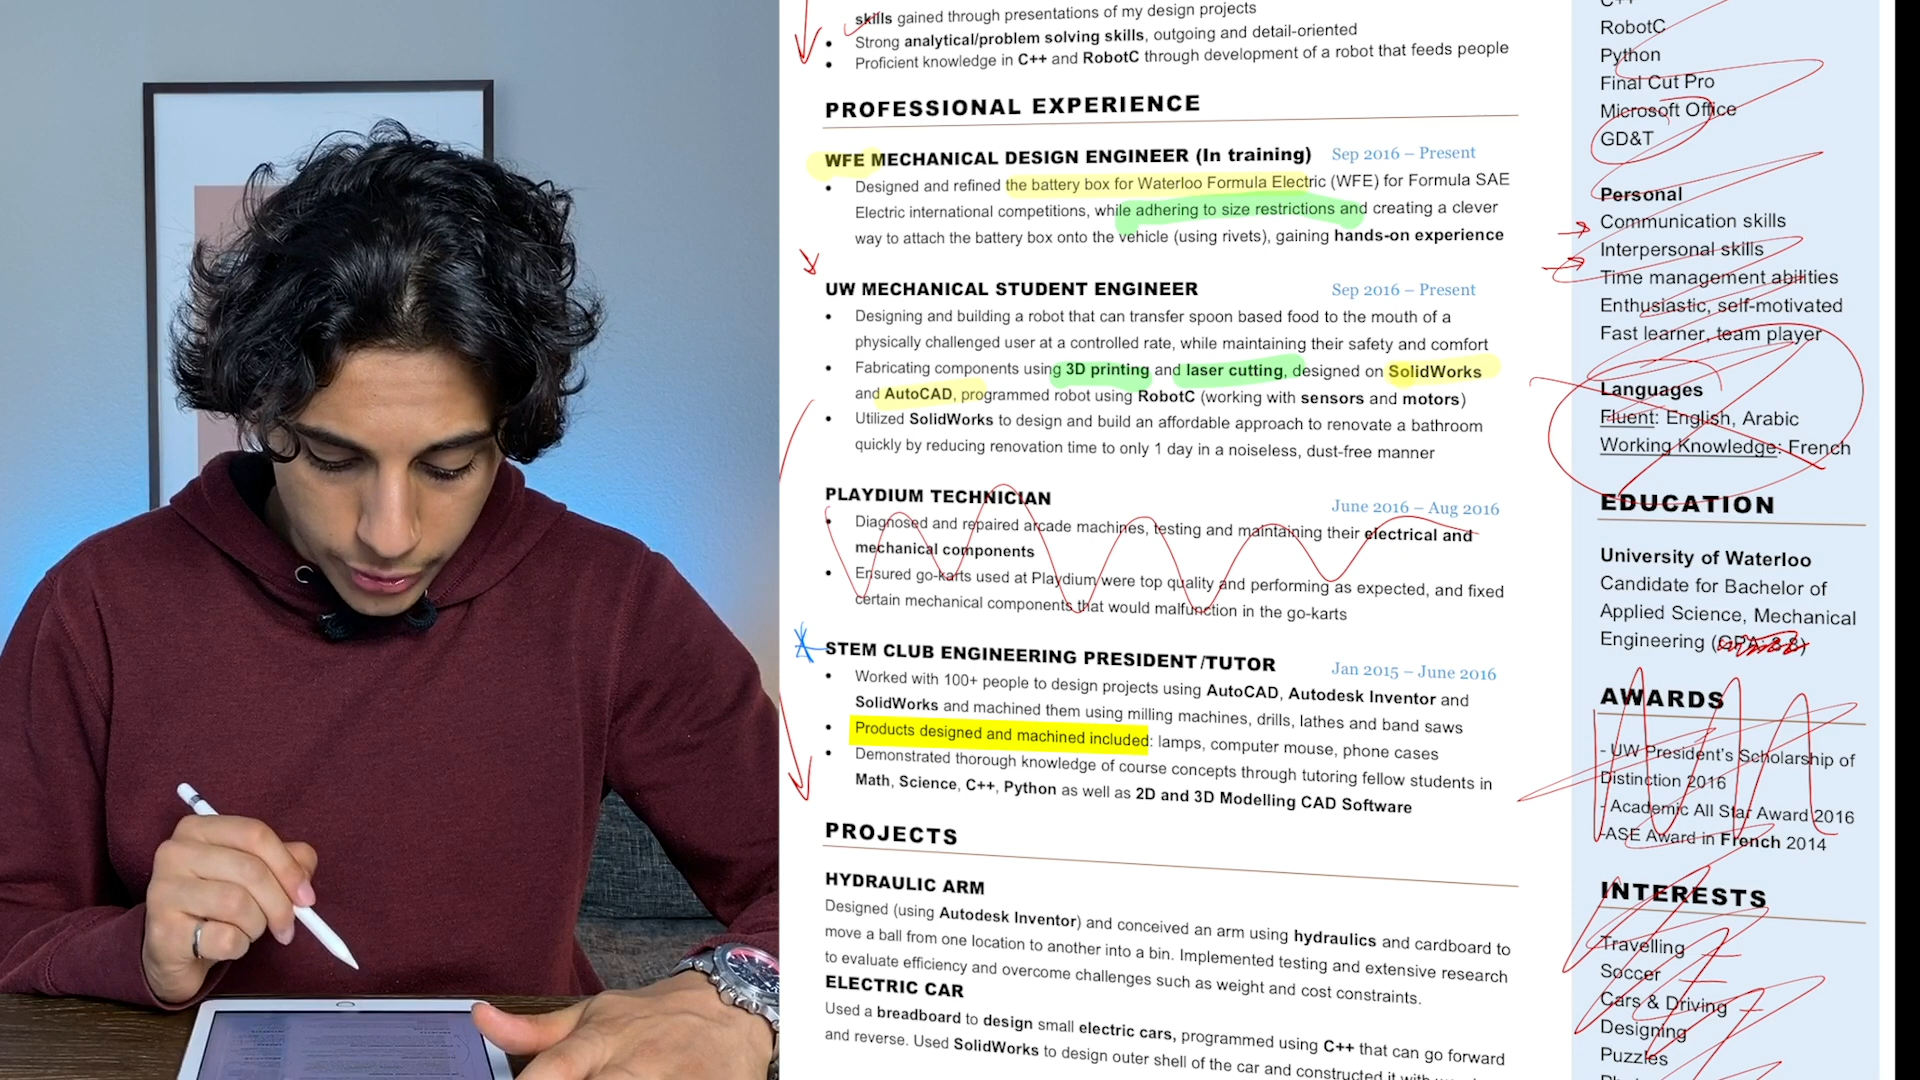 skills gained through presentations of my design projects
Strong analytical/problem solving skills, outgoing and detail-oriented
Proficient knowledge in C++ and RobotC through development of a robot that feeds people
PROFESSIONAL EXPERIENCE
WFE MECHANICAL DESIGN ENGINEER (In training) Sep 2016 – Present
Designed and refined the battery box for Waterloo Formula Electric (WFE) for Formula SAE
Electric international competitions, while adhering to size restrictions and creating a clever
way to attach the battery box onto the vehicle (using rivets), gaining hands-on experience
UW MECHANICAL STUDENT ENGINEER Sep 2016 – Present
Designing and building a robot that can transfer spoon based food to the mouth of a
physically challenged user at a controlled rate, while maintaining their safety and comfort
Fabricating components using 3D printing and laser cutting, designed on SolidWorks
and AutoCAD, programmed robot using RobotC (working with sensors and motors)
Utilized SolidWorks to design and build an affordable approach to renovate a bathroom
quickly by reducing renovation time to only 1 day in a noiseless, dust-free manner
PLAYDIUM TECHNICIAN June 2016 – Aug 2016
Diagnosed and repaired arcade machines, testing and maintaining their electrical and
mechanical components
Ensured go-karts used at Playdium were top quality and performing as expected, and fixed
certain mechanical components that would malfunction in the go-karts
STEM CLUB ENGINEERING PRESIDENT/TUTOR Jan 2015 – June 2016
Worked with 100+ people to design projects using AutoCAD, Autodesk Inventor and
SolidWorks and machined them using milling machines, drills, lathes and band saws
Products designed and machined included: lamps, computer mouse, phone cases
Demonstrated thorough knowledge of course concepts through tutoring fellow students in
Math, Science, C++, Python as well as 2D and 3D Modelling CAD Software
PROJECTS
HYDRAULIC ARM
Designed (using Autodesk Inventor) and conceived an arm using hydraulics and cardboard to
move a ball from one location to another into a bin. Implemented testing and extensive research
to evaluate efficiency and overcome challenges such as weight and cost constraints.
ELECTRIC CAR
Used a breadboard to design small electric cars, programmed using C++ that can go forward
and reverse. Used SolidWorks to design outer shell of the car and constructed it with
C++
RobotC
Python
Final Cut Pro
Microsoft Office
GD&T
Personal
Communication skills
Interpersonal skills
Time management abilities
Enthusiastic, self-motivated
Fast learner, team player
Languages
Fluent: English, Arabic
Working Knowledge: French
EDUCATION
University of Waterloo
Candidate for Bachelor of
Applied Science, Mechanical
Engineering (
AWARDS
- UW President's Scholarship of
Distinction 2016
- Academic All Star Award 2016
-ASE Award in French 2014
INTERESTS
Travelling
Soccer
Cars & Driving
Designing
Puzzles